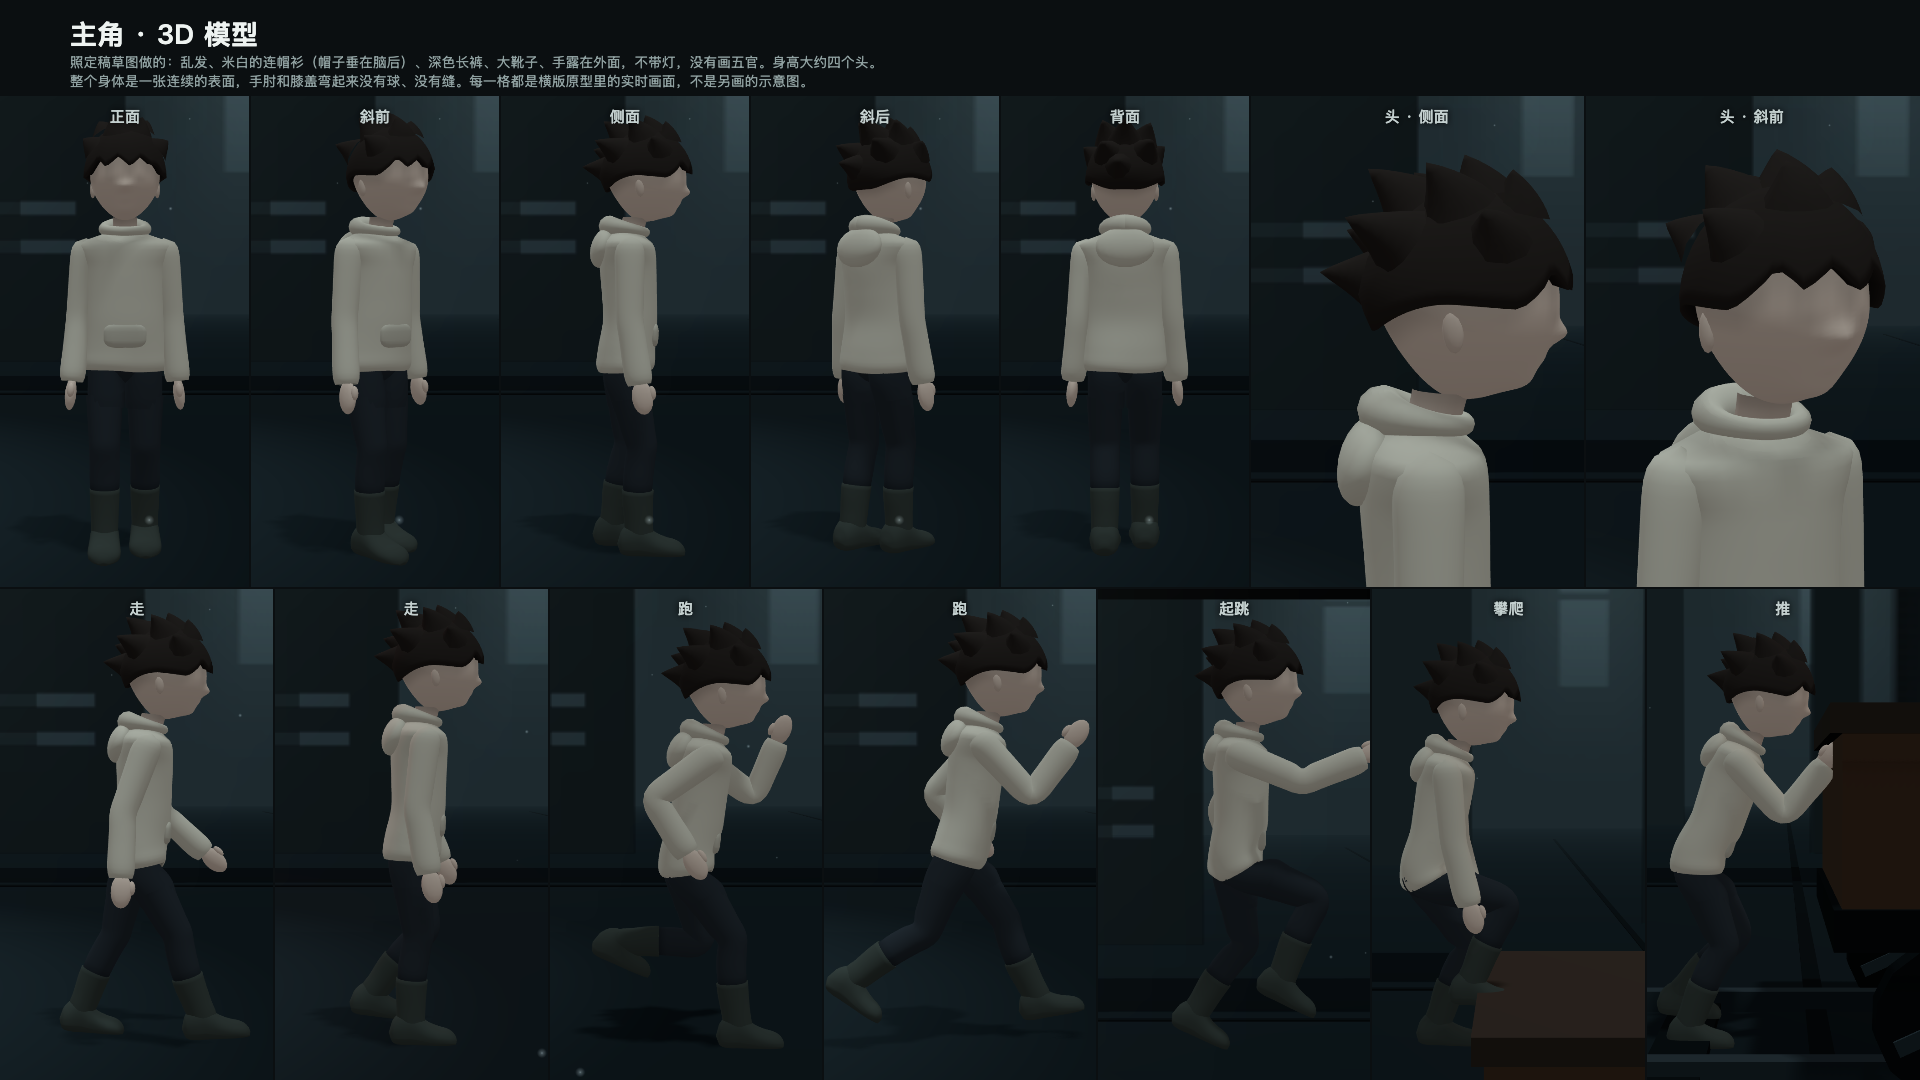 主角 · 3D 模型
照定稿草图做的：乱发、米白的连帽衫（帽子垂在脑后）、深色长裤、大靴子、手露在外面，不带灯，没有画五官。身高大约四个头。
整个身体是一张连续的表面，手肘和膝盖弯起来没有球、没有缝。每一格都是横版原型里的实时画面，不是另画的示意图。
正面
斜前
侧面
斜后
背面
头 · 侧面
头 · 斜前
走
走
跑
跑
起跳
攀爬
推